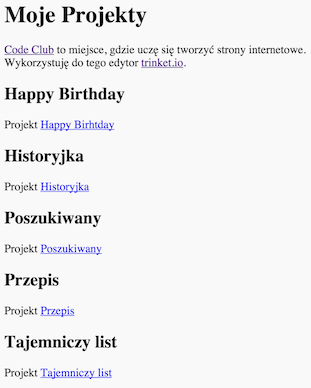 Moje Projekty
Code Club to miejsce, gdzie uczę się tworzyć strony internetowe.
Wykorzystuję do tego edytor trinket.io.
Happy Birthday
Projekt Happy Birhtday
Historyjka
Projekt Historyjka
Poszukiwany
Projekt Poszukiwany
Przepis
Projekt Przepis
Tajemniczy list
Projekt Tajemniczy list